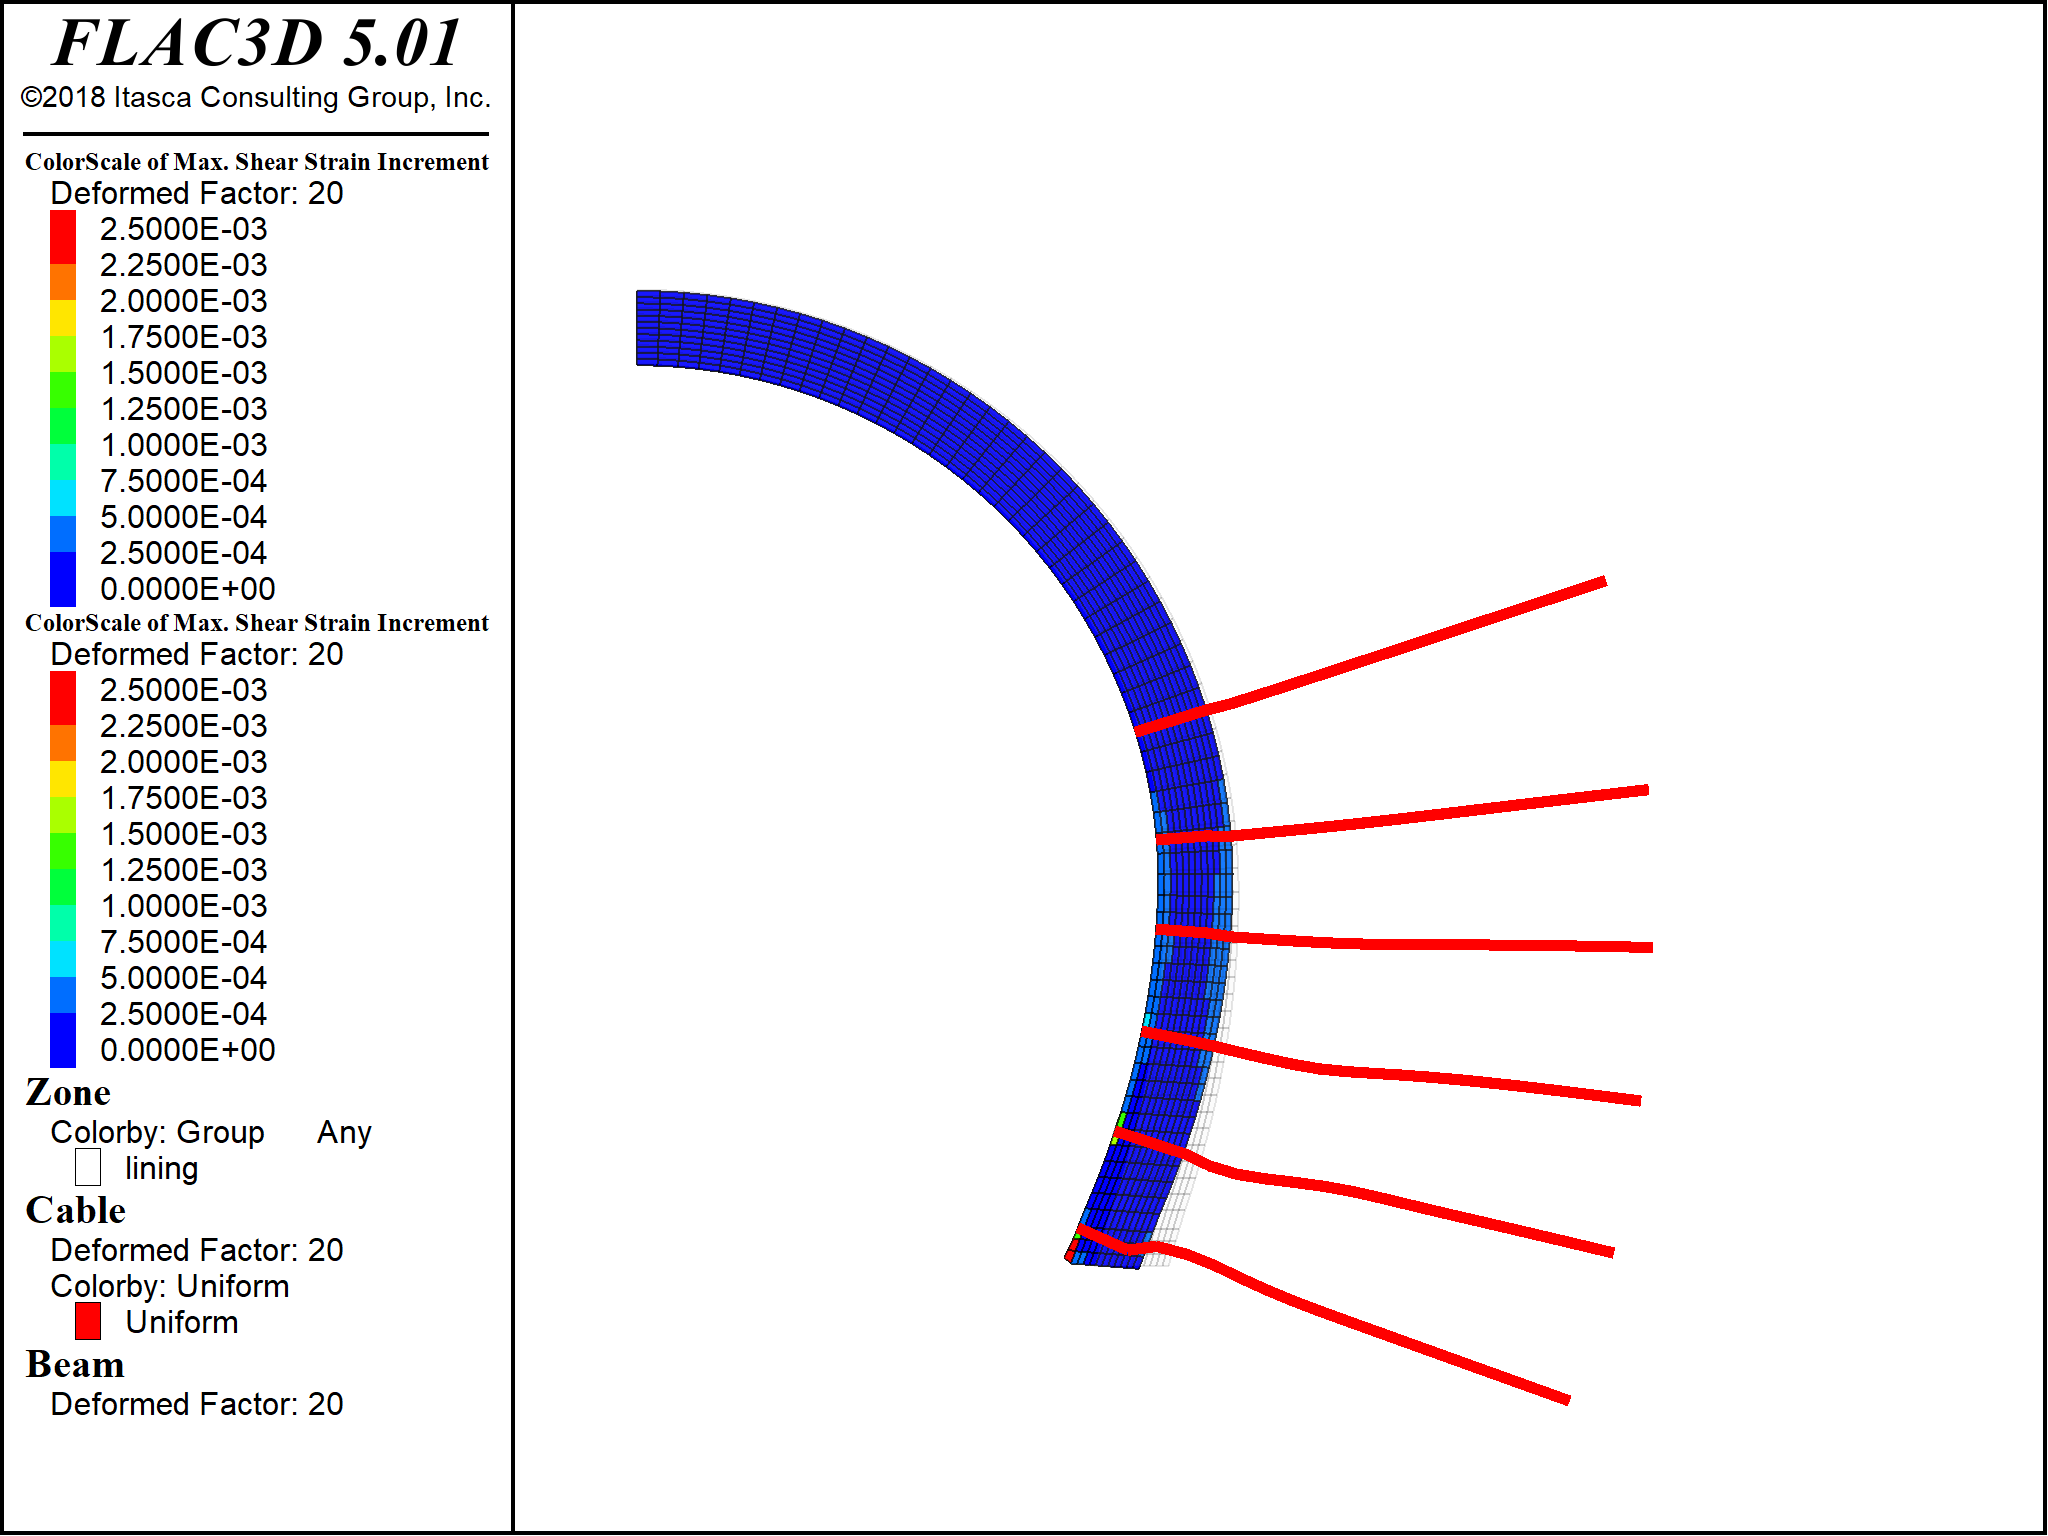 FLAC3D 5.01
©2018 Itasca Consulting Group, Inc.
ColorScale of Max. Shear Strain Increment
Deformed Factor: 20
2.5000E-03
2.2500E-03
2.0000E-03
1.7500E-03
1.5000E-03
1.2500E-03
1.0000E-03
7.5000E-04
5.0000E-04
2.5000E-04
0.0000E+00
ColorScale of Max. Shear Strain Increment
Deformed Factor: 20
2.5000E-03
2.2500E-03
2.0000E-03
1.7500E-03
1.5000E-03
1.2500E-03
1.0000E-03
7.5000E-04
5.0000E-04
2.5000E-04
0.0000E+00
Zone
Colorby: Group Any
lining
Cable
Deformed Factor: 20
Colorby: Uniform
Uniform
Beam
Deformed Factor: 20